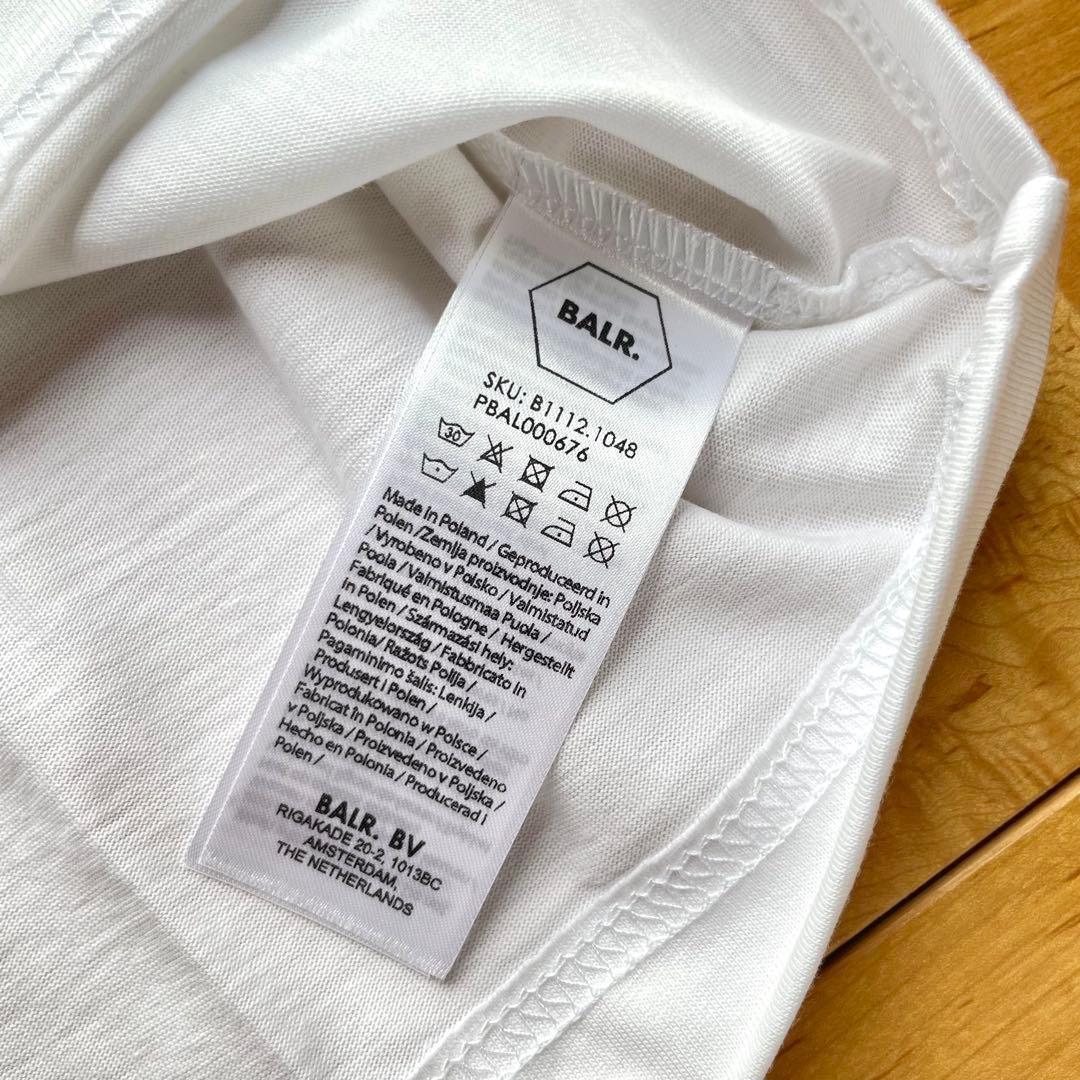 BALR.
SKU: B1112.1048
PBAL000676
30
Made in Poland / Geproduceerd in
Polen /Zemlja proizvodnje: Poljska
/Vyrobeno v Polsko / Valmistatud
Poola / Valmistusmaa Puola /
Fabriqué en Pologne / Hergestellt
in Polen / Származási hely:
Lengyelország / Fabbricato in
Polonia/ Ražots Polija /
Pagaminimo šalis: Lenkija /
Produsert i Polen /
Wyprodukowano w Polsce /
Fabricat în Polonia / Proizvedeno
v Poljska / Proizvedeno v Poljska /
Hecho en Polonia / Producerad i
Polen /
BALR. BV
RIGAKADE 20-2, 1013BC
AMSTERDAM,
THE NETHERLANDS